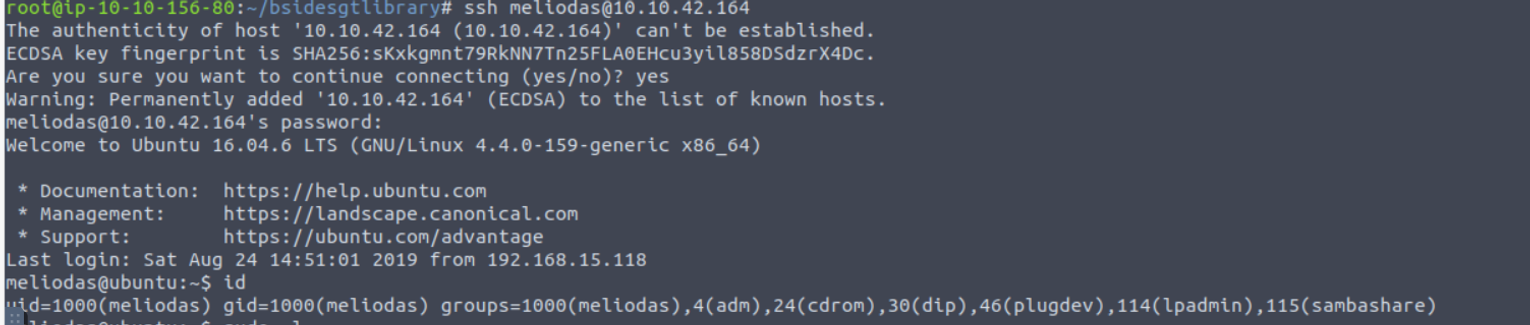 root@ip-10-10-156-80:~/bsidesgtlibrary# ssh meliodas@10.10.42.164
The authenticity of host '10.10.42.164 (10.10.42.164)' can't be established.
ECDSA key fingerprint is SHA256:sKxkgmnt79RkNN7Tn25FLA0EHcu3yil858DSdzrX4Dc.
Are you sure you want to continue connecting (yes/no)? yes
Warning: Permanently added '10.10.42.164' (ECDSA) to the list of known hosts.
meliodas@10.10.42.164's password:
Welcome to Ubuntu 16.04.6 LTS (GNU/Linux 4.4.0-159-generic x86_64)
* Documentation: https://help.ubuntu.com
* Management: https://landscape.canonical.com
* Support: https://ubuntu.com/advantage
Last login: Sat Aug 24 14:51:01 2019 from 192.168.15.118
meliodas@ubuntu:~$ id
uid=1000(meliodas) gid=1000(meliodas) groups=1000(meliodas),4(adm),24(cdrom),30(dip),46(plugdev),114(lpadmin),115(sambashare)